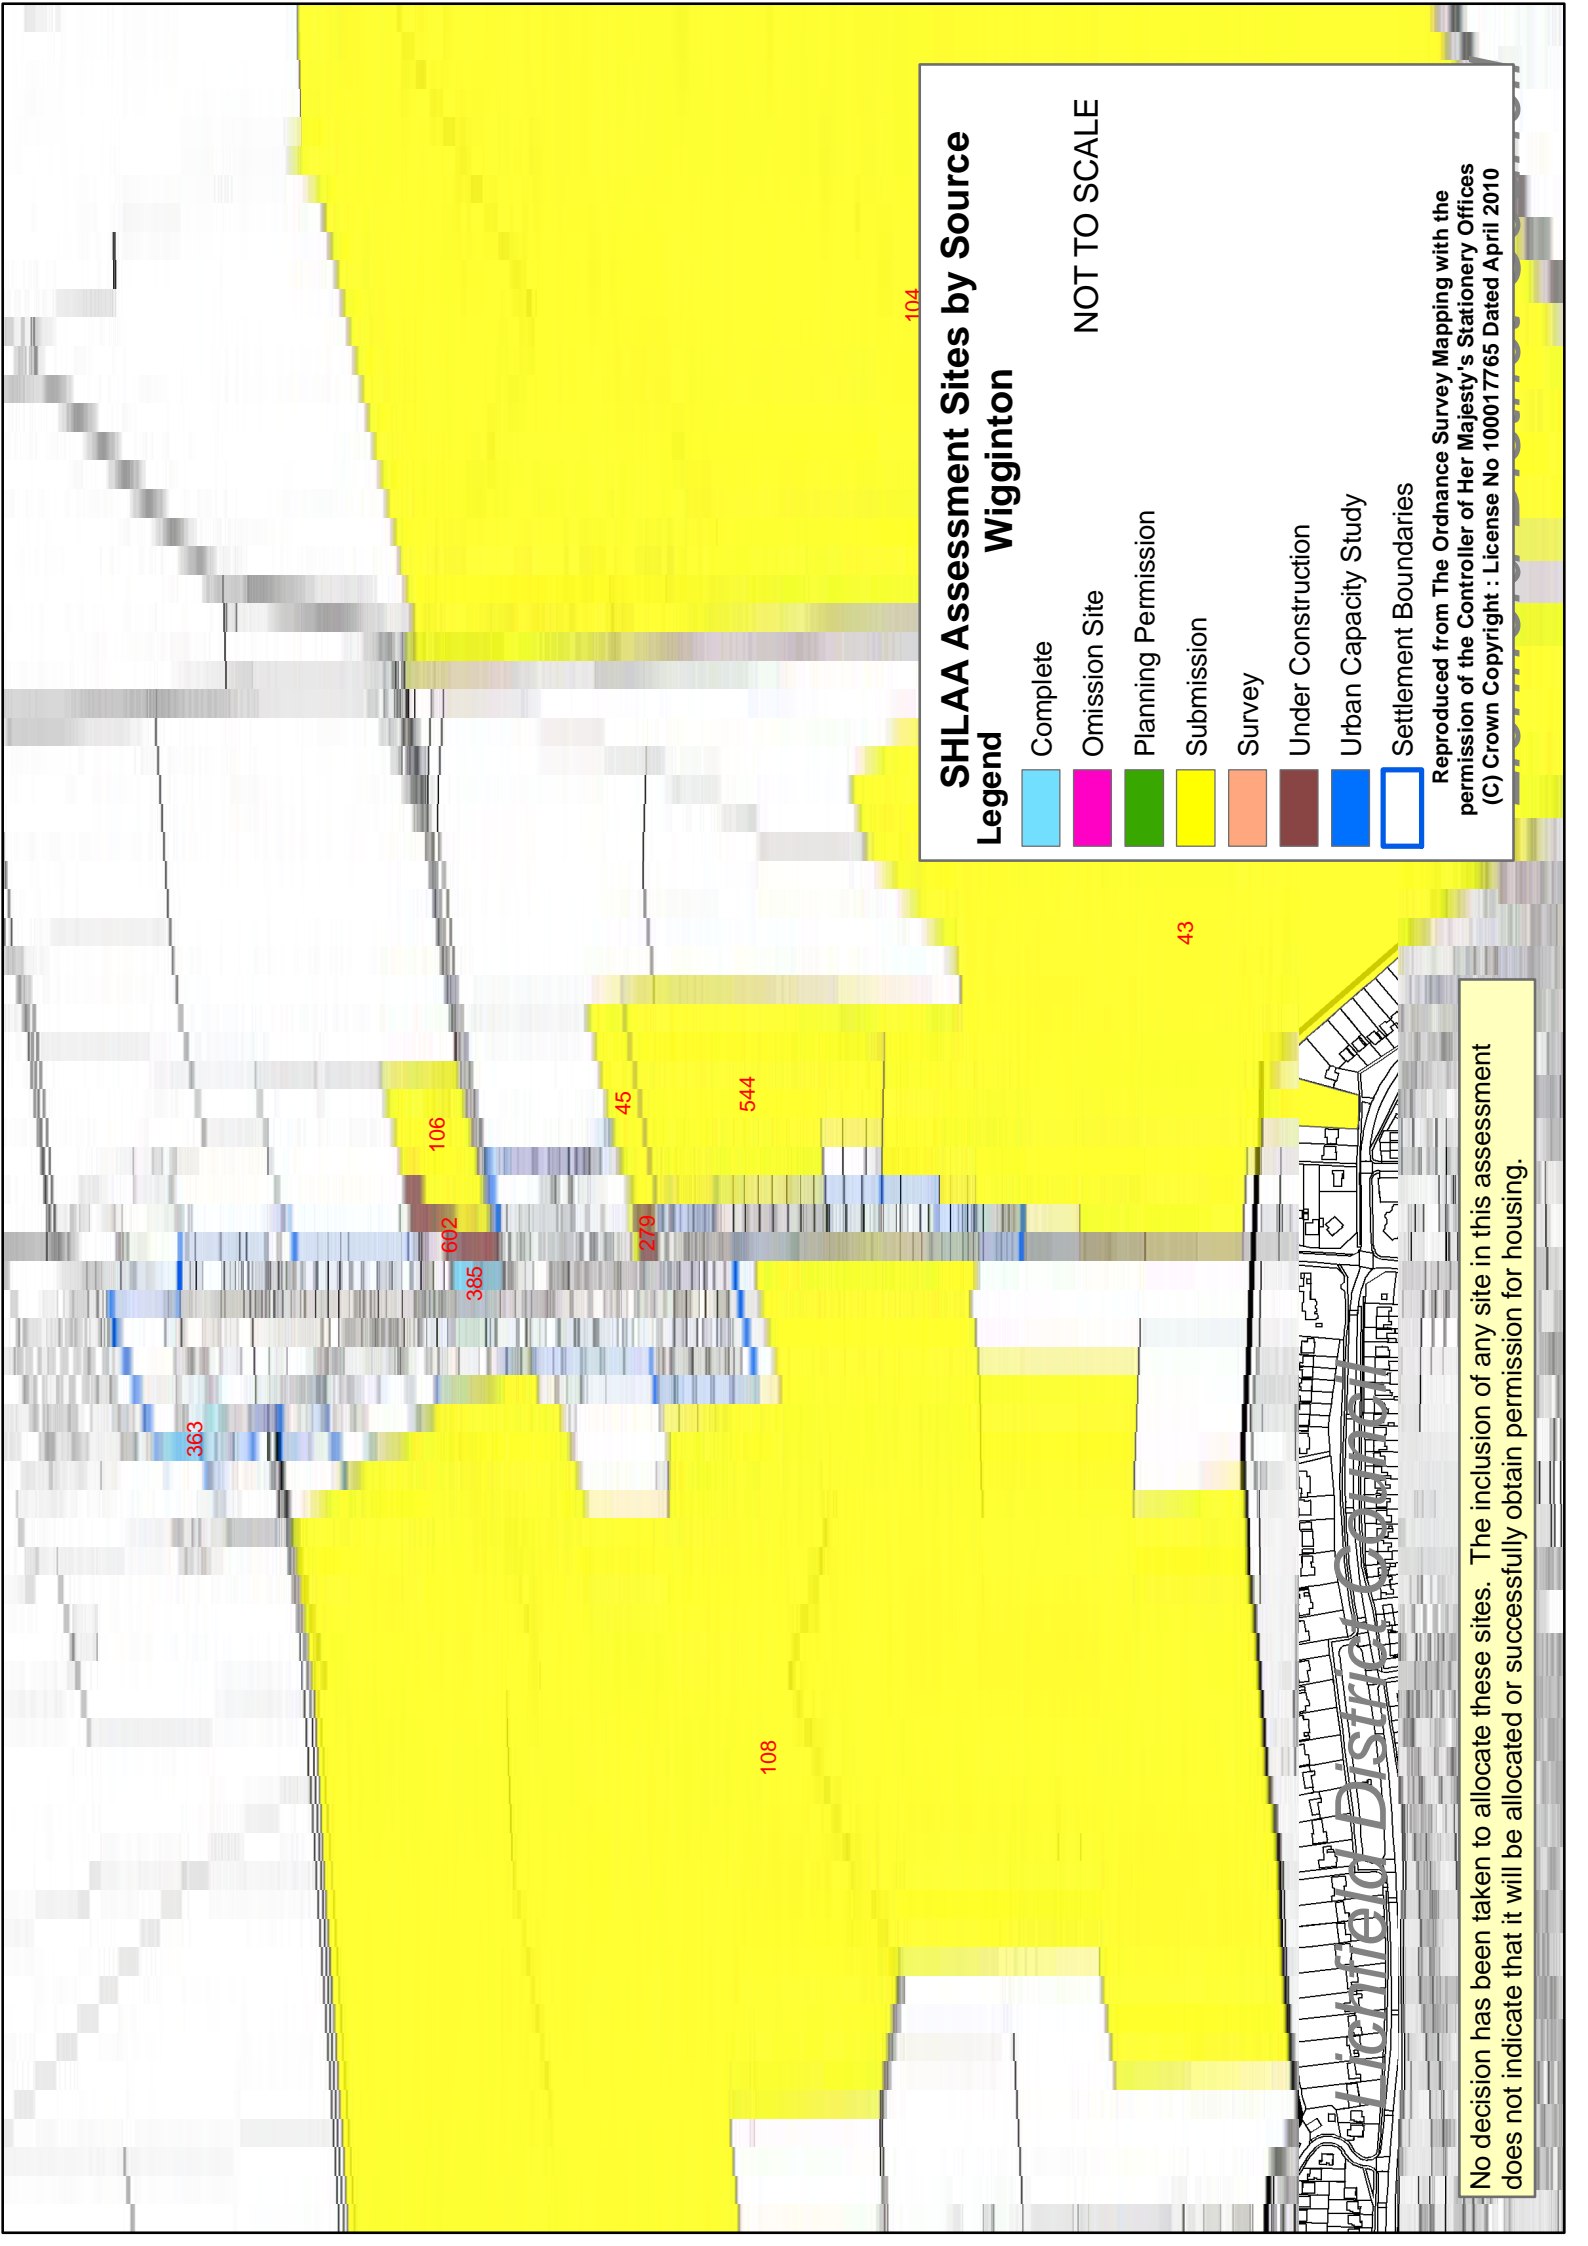 SHLAA Assessment Sites by Source
Wigginton
Legend
NOT TO SCALE
Complete
Omission Site
Planning Permission
Submission
Survey
Under Construction
Urban Capacity Study
Settlement Boundaries
Reproduced from The Ordnance Survey Mapping with the
permission of the Controller of Her Majesty's Stationery Offices
(C) Crown Copyright : License No 100017765 Dated April 2010
363
385
602
106
279
45
544
108
43
104
Lichfield District Council
No decision has been taken to allocate these sites.  The inclusion of any site in this assessment
does not indicate that it will be allocated or successfully obtain permission for housing.